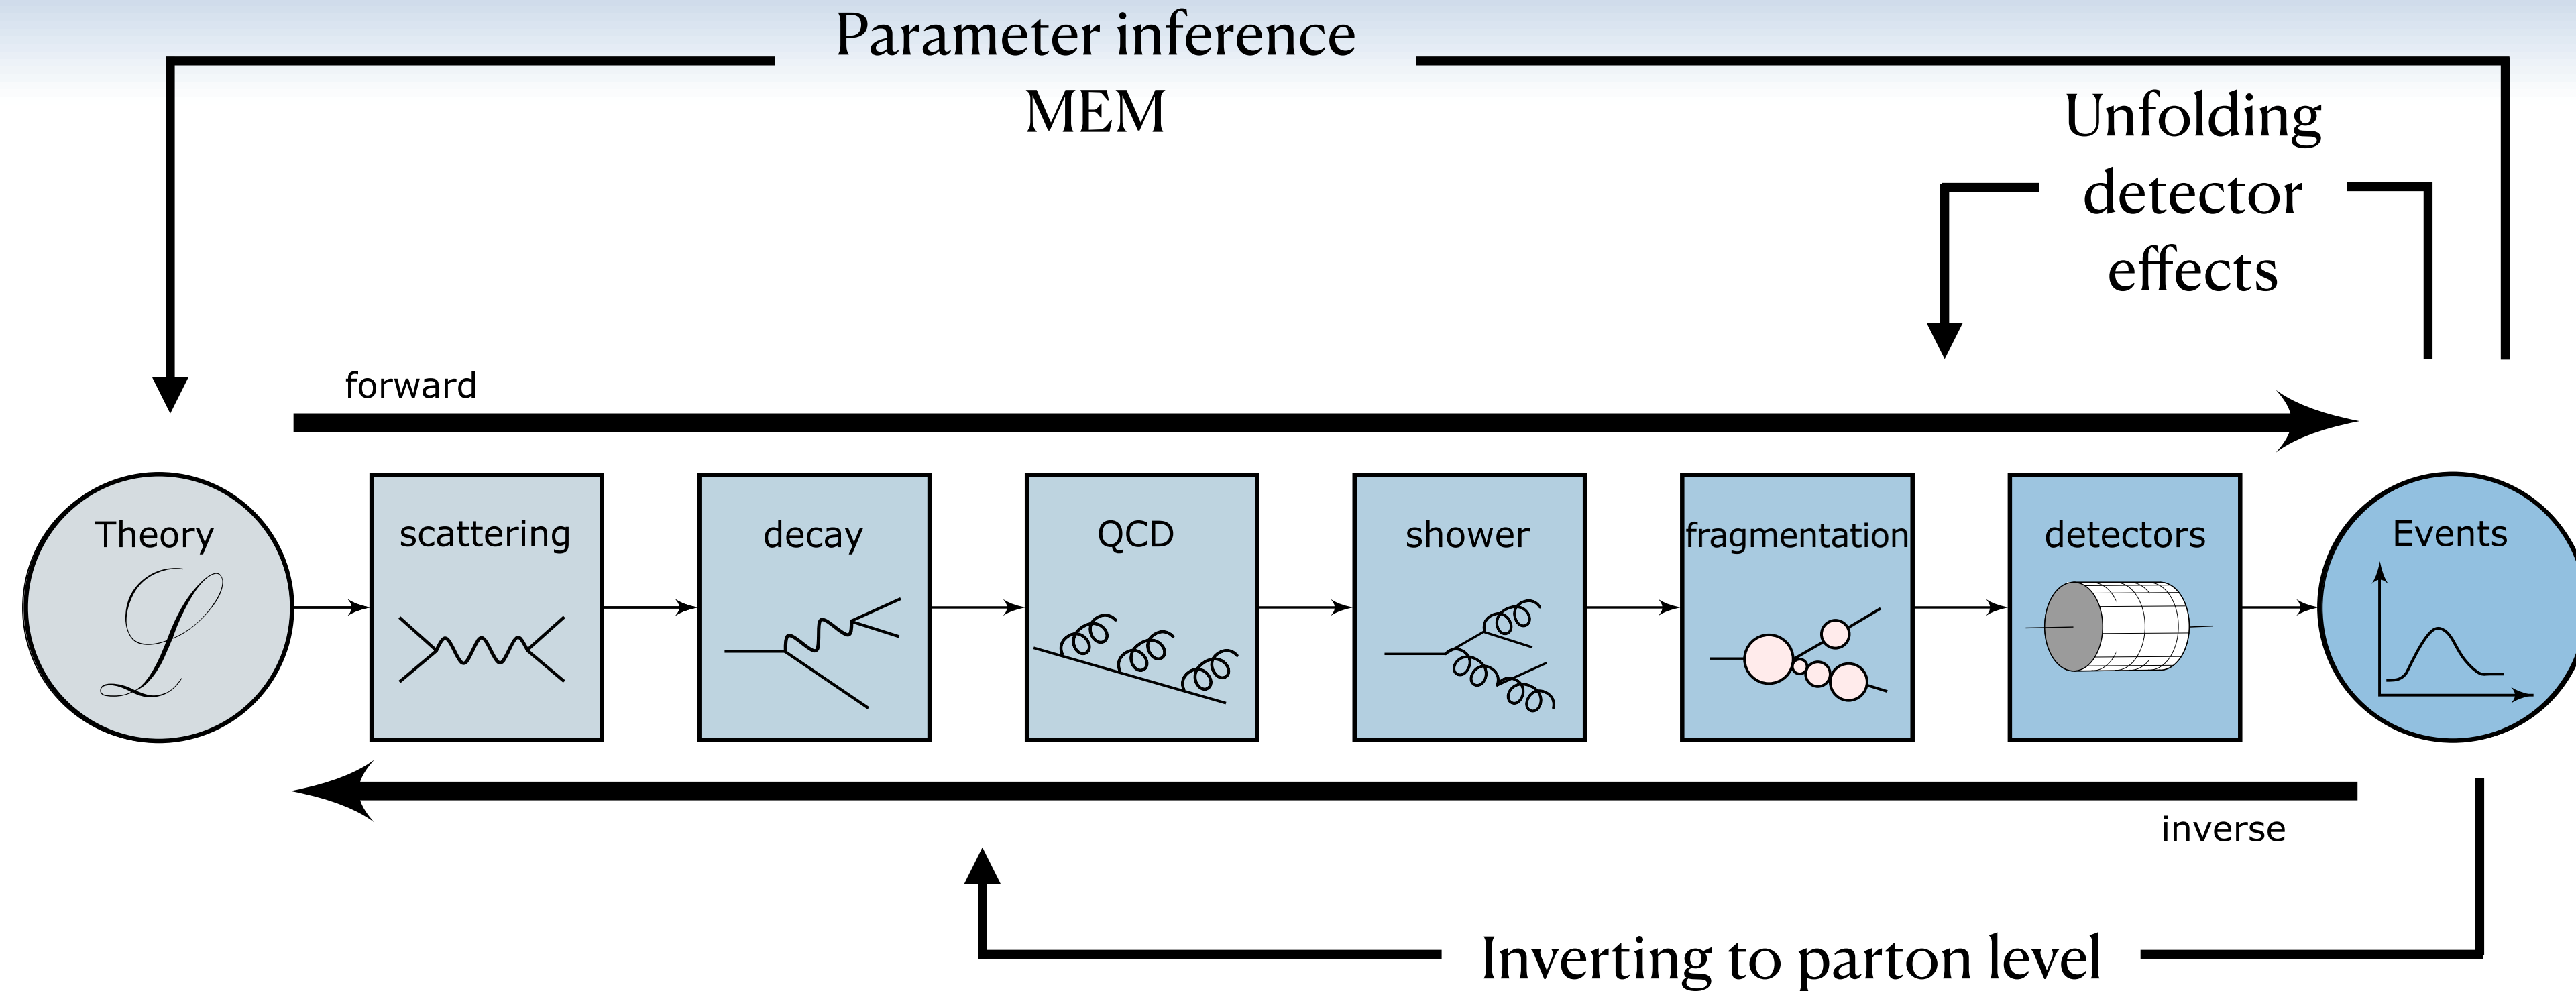 Parameter inference
MEM
Unfolding
detector
effects
forward
Theory
ℒ
scattering
decay
QCD
shower
fragmentation
detectors
Events
inverse
Inverting to parton level